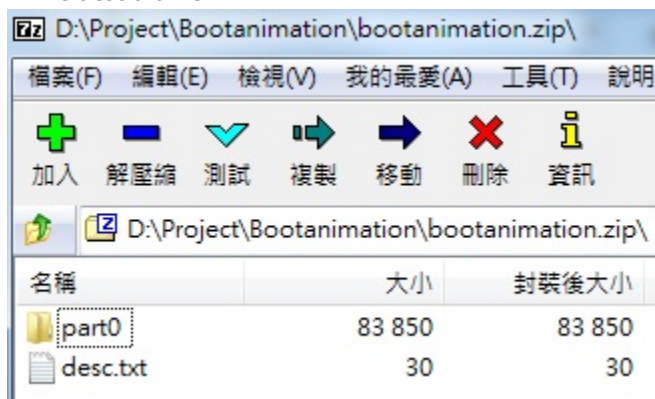 D:\Project\Bootanimation\bootanimation.zip\
檔案(F) 編輯(E) 檢視(V) 我的最愛(A) 工具(T) 說明
加入 解壓縮 測試 複製 移動 刪除 資訊
D:\Project\Bootanimation\bootanimation.zip\
名稱 大小 封裝後大小
part0 83 850 83 850
desc.txt 30 30